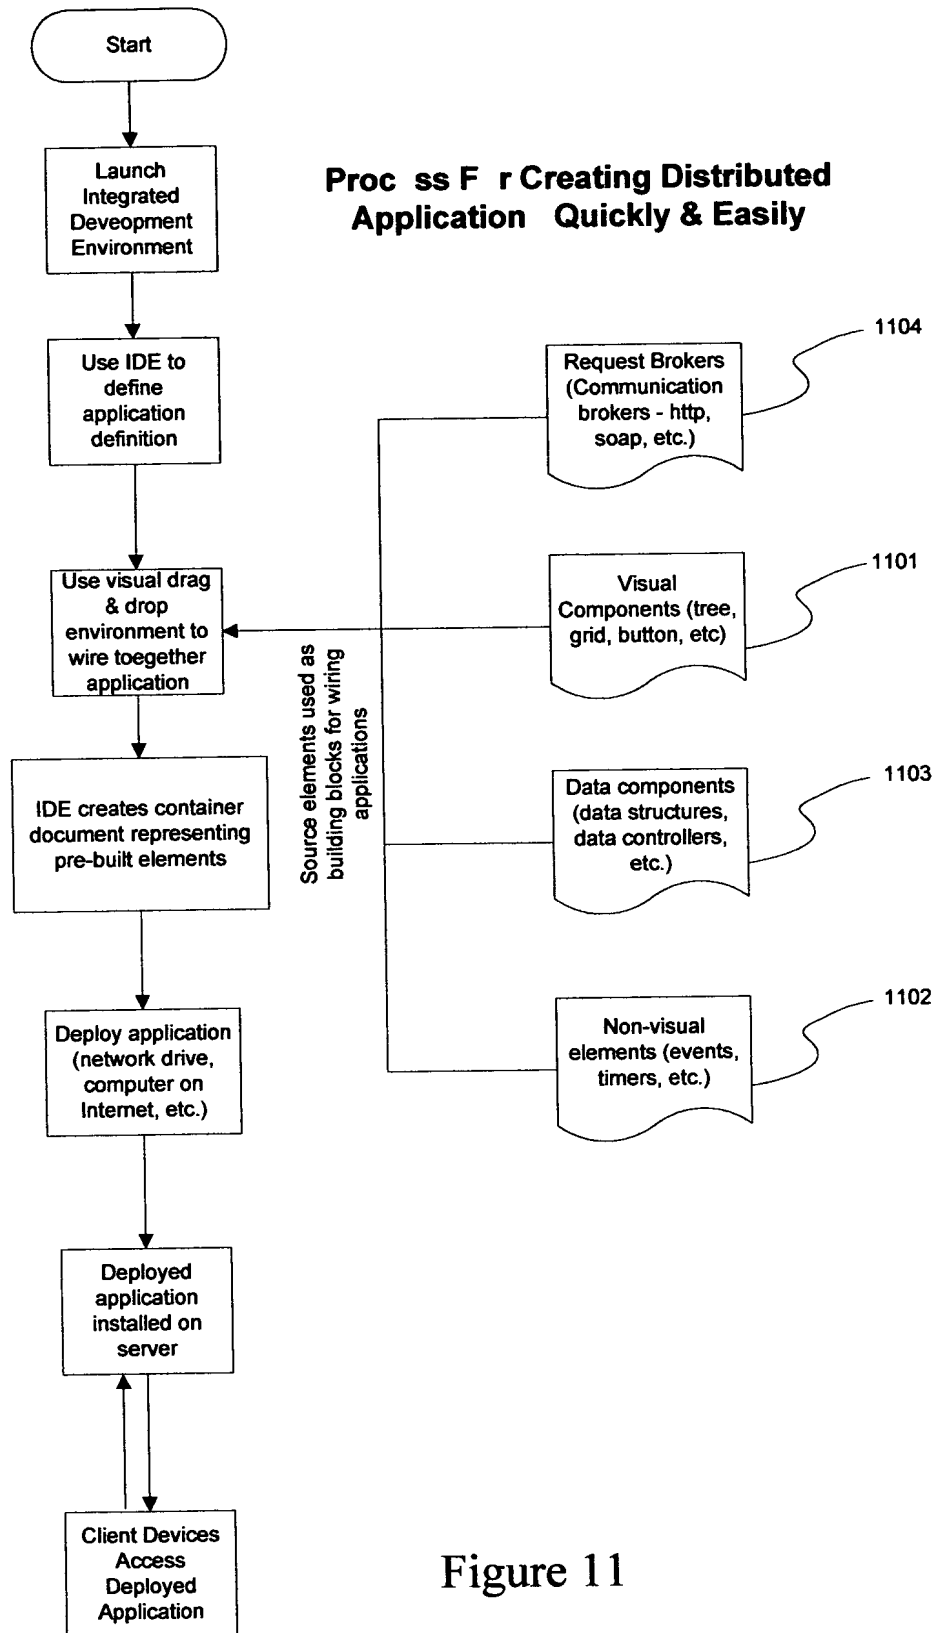 Start
Launch
Integrated
Deveopment
Environment
Proc ss F r Creating Distributed
Application Quickly & Easily
Use IDE to
define
application
definition
Request Brokers
(Communication
brokers - http,
soap, etc.)
1104
Use visual drag
& drop
environment to
wire toegether
application
Source elements used as
building blocks for wiring
applications
Visual
Components (tree,
grid, button, etc)
1101
IDE creates container
document representing
pre-built elements
Data components
(data structures,
data controllers,
etc.)
1103
Deploy application
(network drive,
computer on
Internet, etc.)
Non-visual
elements (events,
timers, etc.)
1102
Deployed
application
installed on
server
Client Devices
Access
Deployed
Application
Figure 11